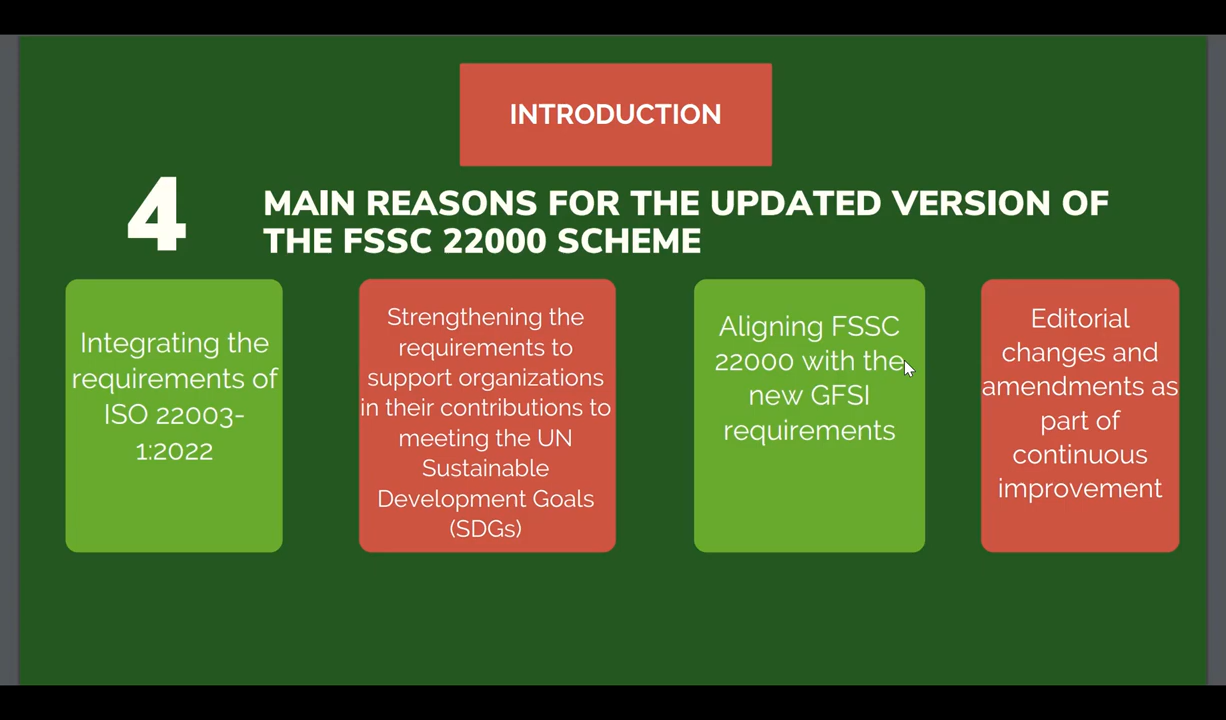 INTRODUCTION
4
MAIN REASONS FOR THE UPDATED VERSION OF
THE FSSC 22000 SCHEME
Integrating the
requirements of
ISO 22003-
1:2022
Strengthening the
requirements to
support organizations
in their contributions to
meeting the UN
Sustainable
Development Goals
(SDGs)
Aligning FSSC
22000 with the
new GFSI
requirements
Editorial
changes and
amendments as
part of
continuous
improvement